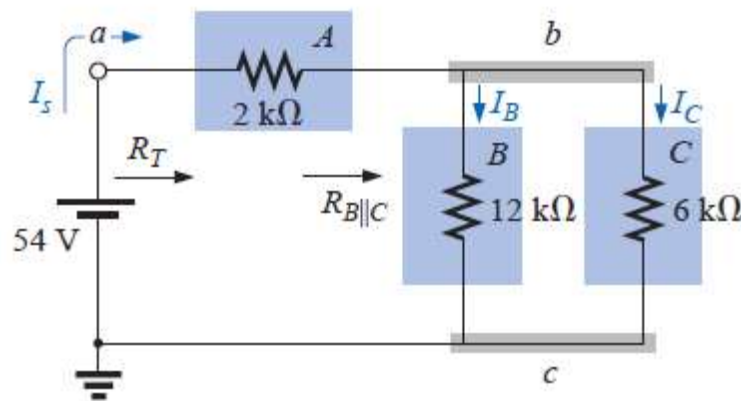 a
A
b
I_s
2 kΩ
I_B
I_C
R_T
R_B||C
B
C
12 kΩ
6 kΩ
54 V
c